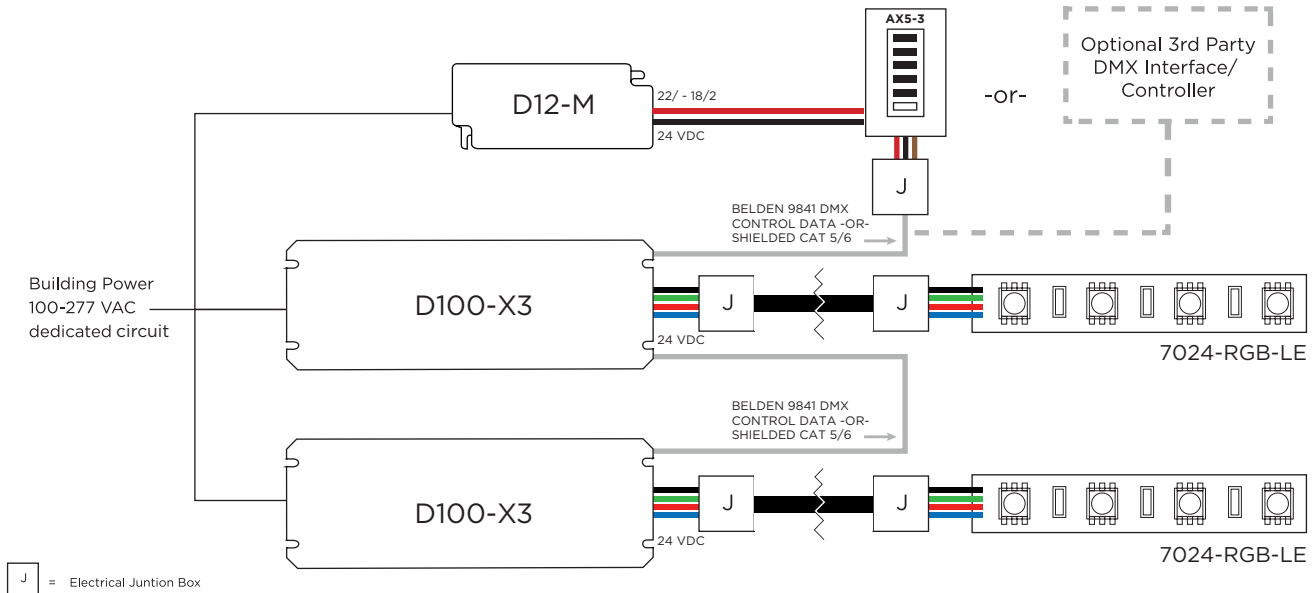 AX5-3
Optional 3rd Party
DMX Interface/
Controller
-or-
D12-M
22/ - 18/2
24 VDC
J
BELDEN 9841 DMX
CONTROL DATA -OR-
SHIELDED CAT 5/6
Building Power
100-277 VAC
dedicated circuit
D100-X3
J
J
24 VDC
7024-RGB-LE
BELDEN 9841 DMX
CONTROL DATA -OR-
SHIELDED CAT 5/6
D100-X3
J
J
24 VDC
7024-RGB-LE
J = Electrical Juntion Box